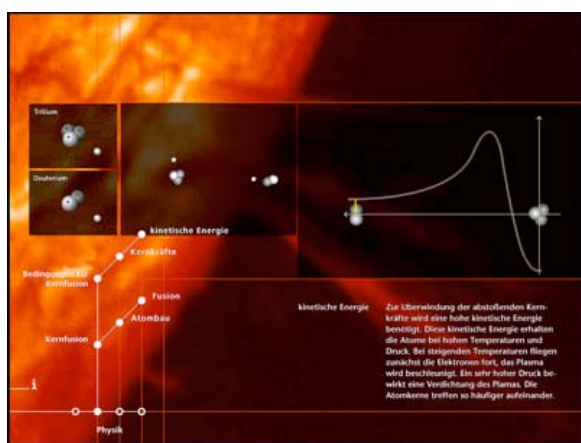 Tritium
Deuterium
kinetische Energie
Kernkräfte
Bedingungen für
Kernfusion
Fusion
Atombau
Kernfusion
i
Physik
kinetische Energie
Zur Überwindung der abstoßenden Kern-
kräfte wird eine hohe kinetische Energie
benötigt. Diese kinetische Energie erhalten
die Atome bei hohen Temperaturen und
Druck. Bei steigenden Temperaturen fliegen
zunächst die Elektronen fort, das Plasma
wird beschleunigt. Ein sehr hoher Druck be-
wirkt eine Verdichtung des Plamas. Die
Atomkerne treffen so häufiger aufeinander.